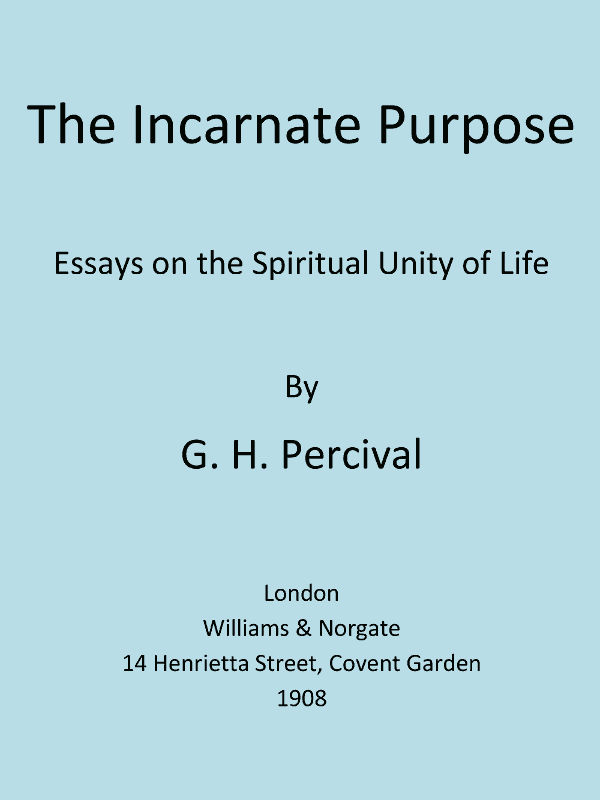 The Incarnate Purpose
Essays on the Spiritual Unity of Life
By
G. H. Percival
London
Williams & Norgate
14 Henrietta Street, Covent Garden
1908